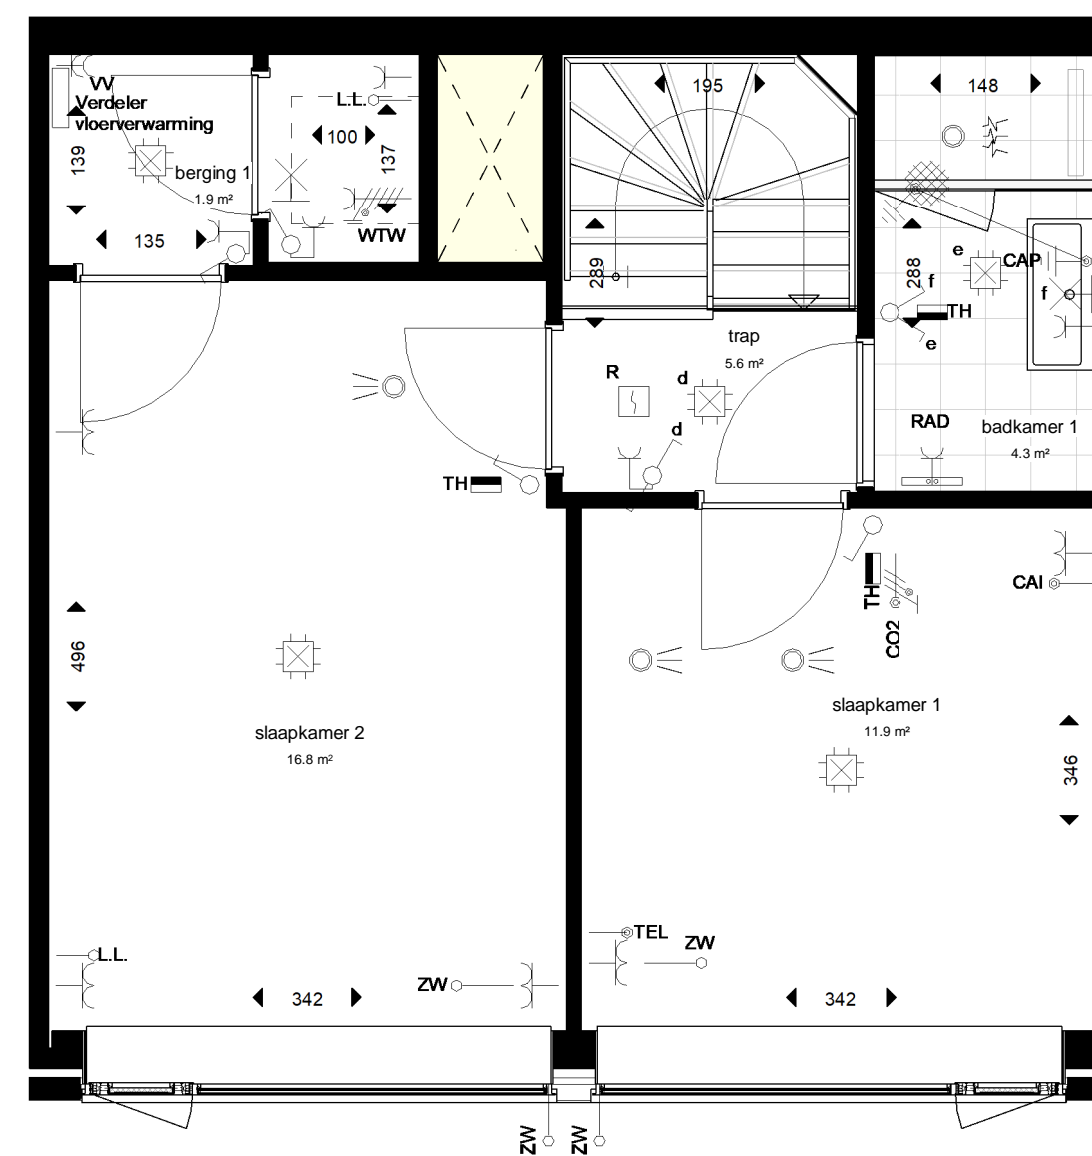 VV
Verdeler
vloerverwarming
139
berging 1
1.9 m²
135
L.L.
100
137
WTW
195
289
148
288
e
CAP
f
f
TH
e
trap
5.6 m²
R
d
d
RAD
badkamer 1
4.3 m²
TH
496
slaapkamer 2
16.8 m²
TH
CO2
CAI
slaapkamer 1
11.9 m²
346
L.L.
ZW
342
TEL
ZW
342
ZW
ZW